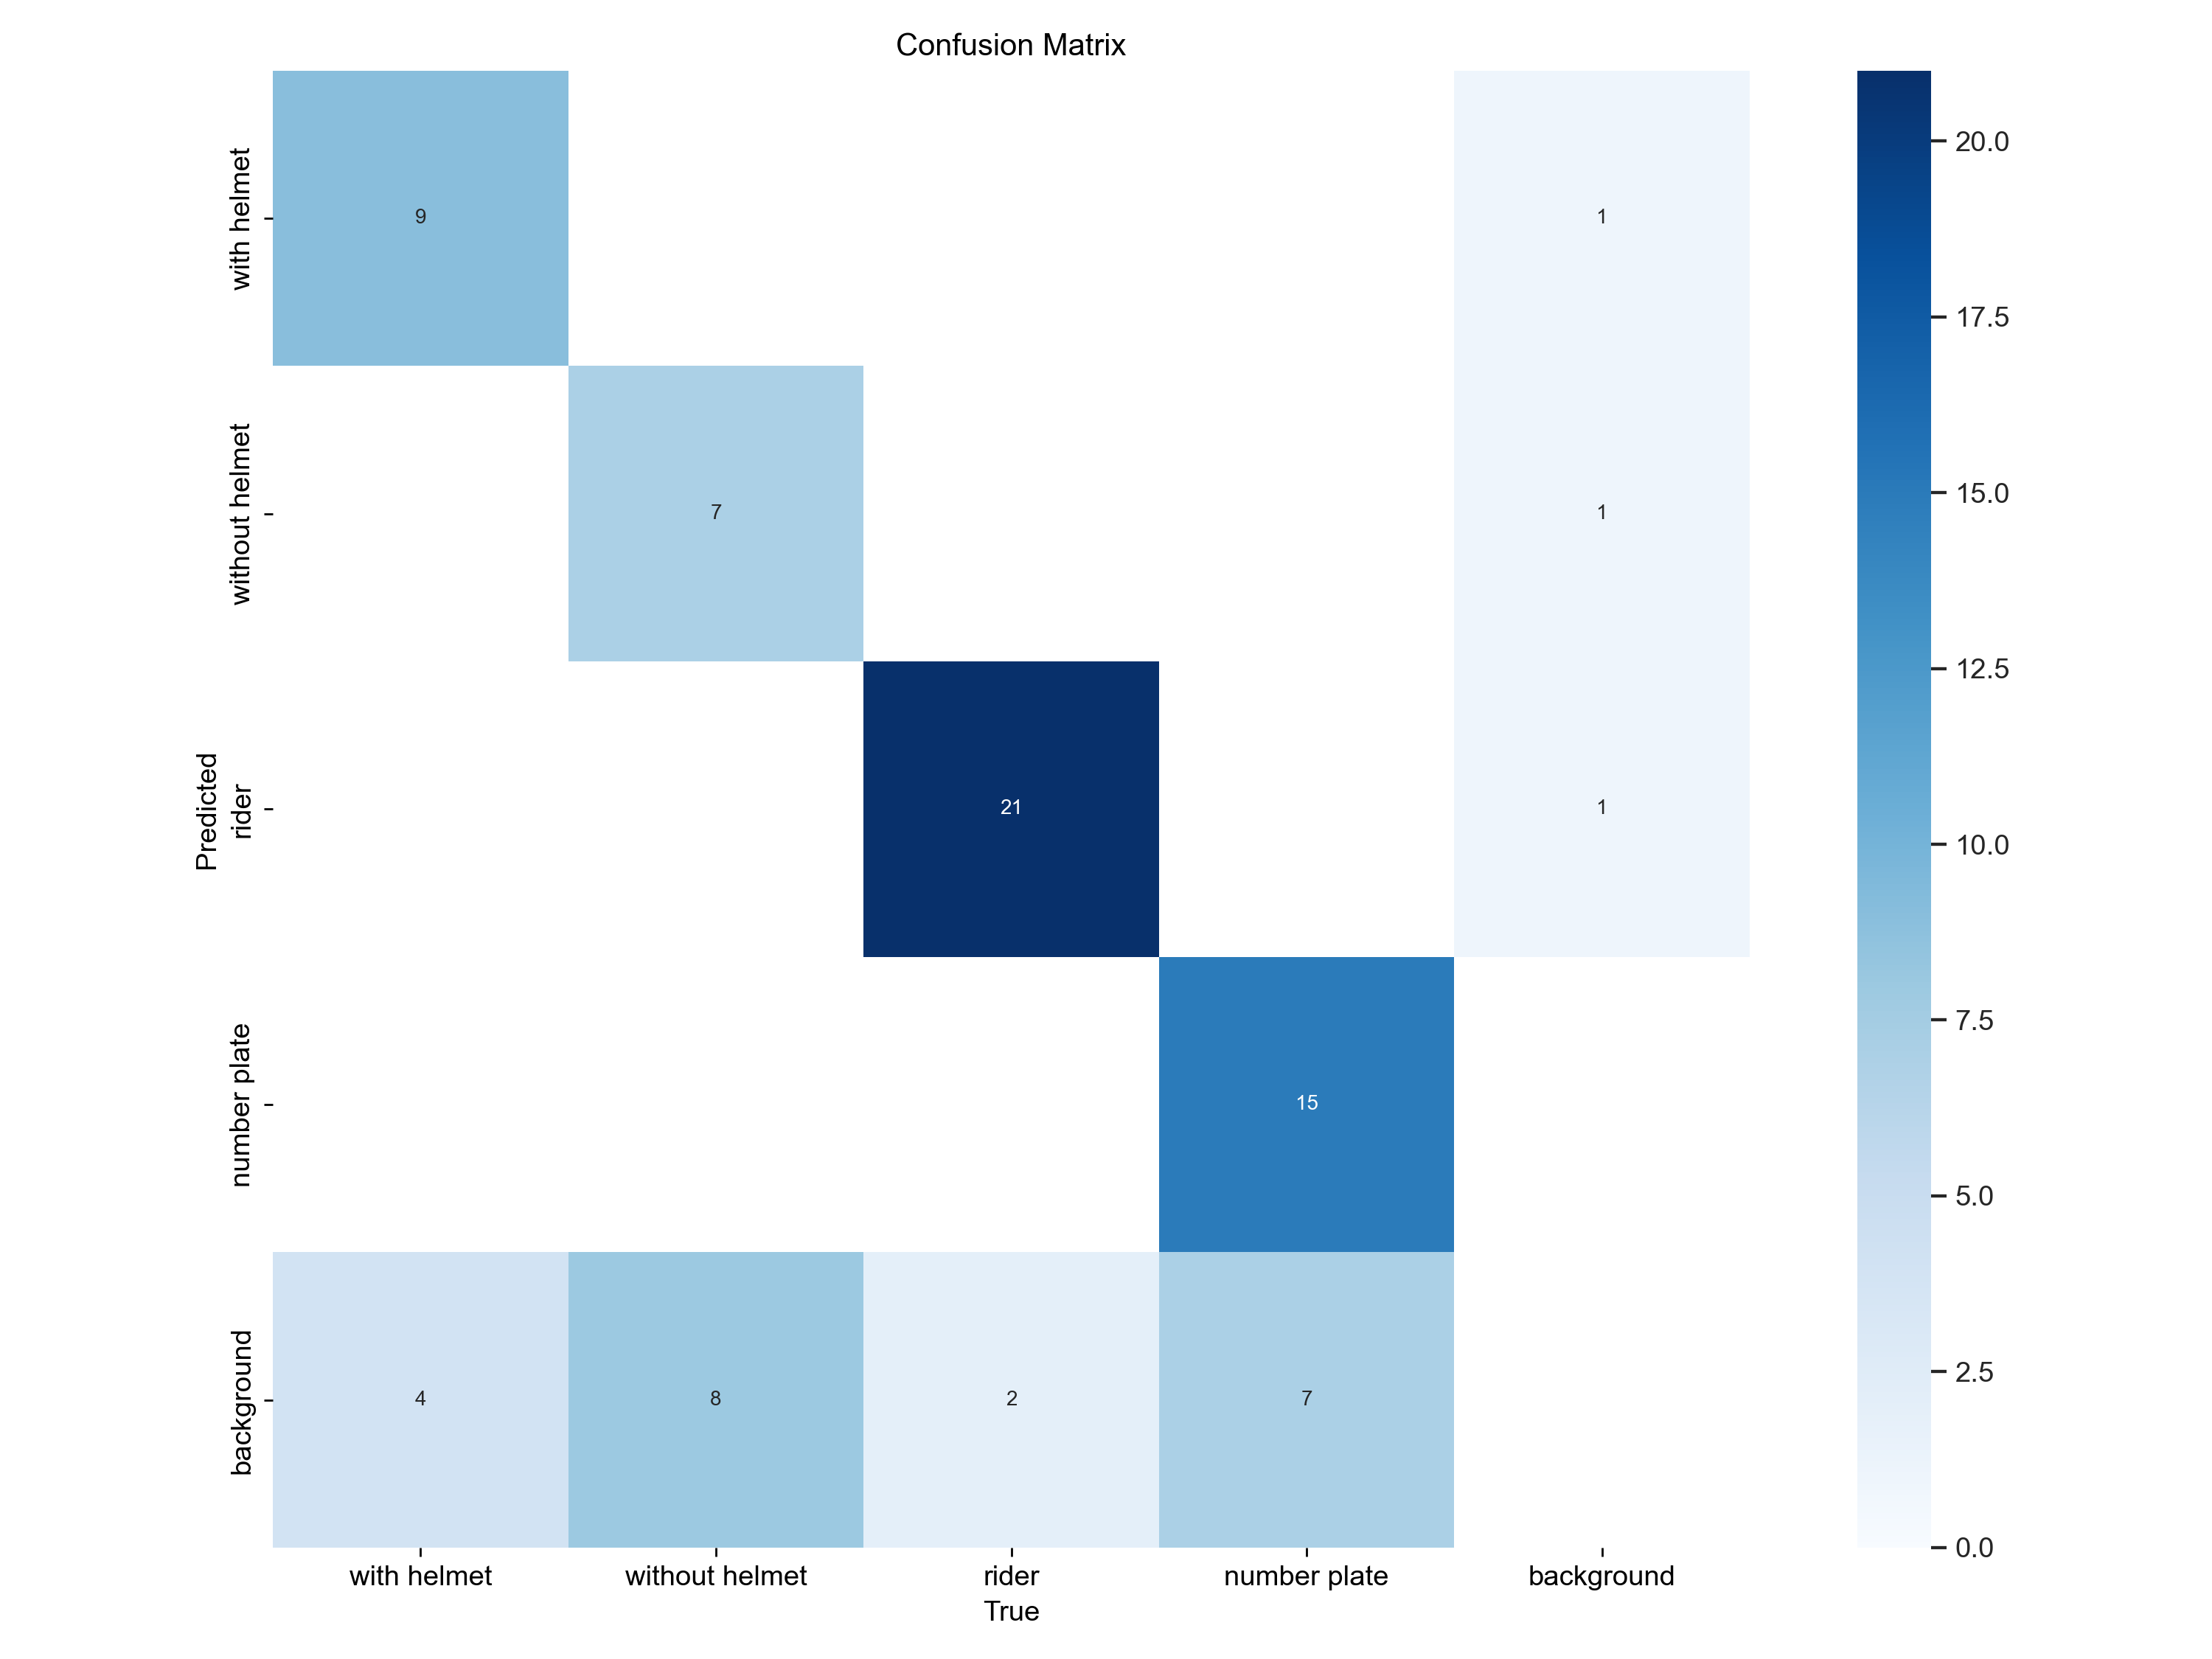 Confusion Matrix
with helmet
9
1
without helmet
7
1
Predicted
rider
21
1
number plate
15
background
4
8
2
7
with helmet
without helmet
rider
number plate
background
True
20.0
17.5
15.0
12.5
10.0
7.5
5.0
2.5
0.0